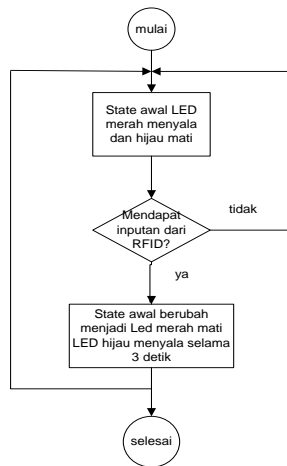 mulai
State awal LED
merah menyala
dan hijau mati
Mendapat
inputan dari
RFID?
tidak
ya
State awal berubah
menjadi Led merah mati
LED hijau menyala selama
3 detik
selesai